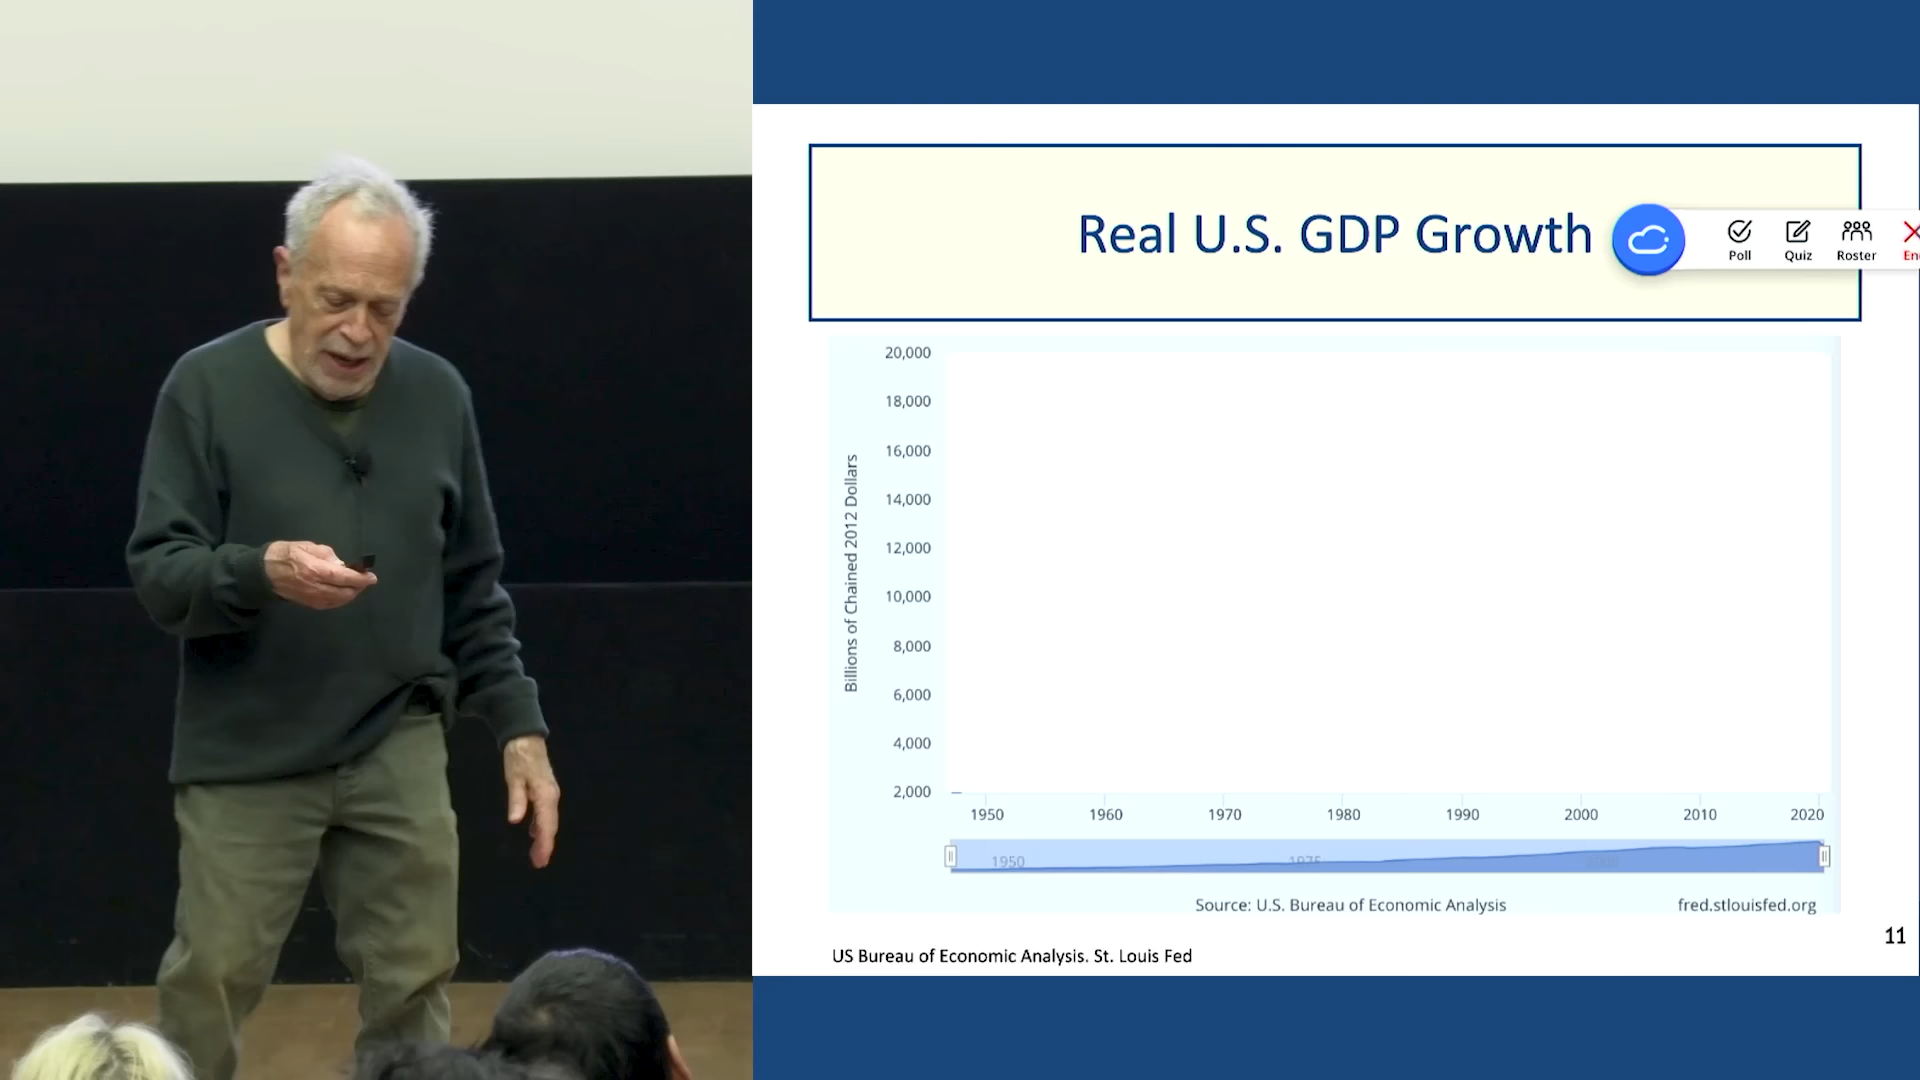 Real U.S. GDP Growth
Poll
Quiz
Roster
20,000
18,000
16,000
14,000
12,000
10,000
8,000
6,000
4,000
2,000
Billions of Chained 2012 Dollars
1950 1960 1970 1980 1990 2000 2010 2020
1950 1975
Source: U.S. Bureau of Economic Analysis fred.stlouisfed.org
11
US Bureau of Economic Analysis. St. Louis Fed